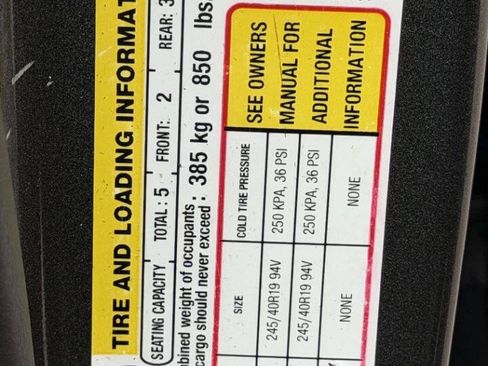 TIRE AND LOADING INFORMAT
SEATING CAPACITY TOTAL: 5 FRONT: 2 REAR: 3
bined weight of occupants :
cargo should never exceed : 385 kg or 850 lbs.
SIZE COLD TIRE PRESSURE SEE OWNERS
245/40R19 94V 250 KPA, 36 PSI MANUAL FOR
245/40R19 94V 250 KPA, 36 PSI ADDITIONAL
NONE NONE INFORMATION